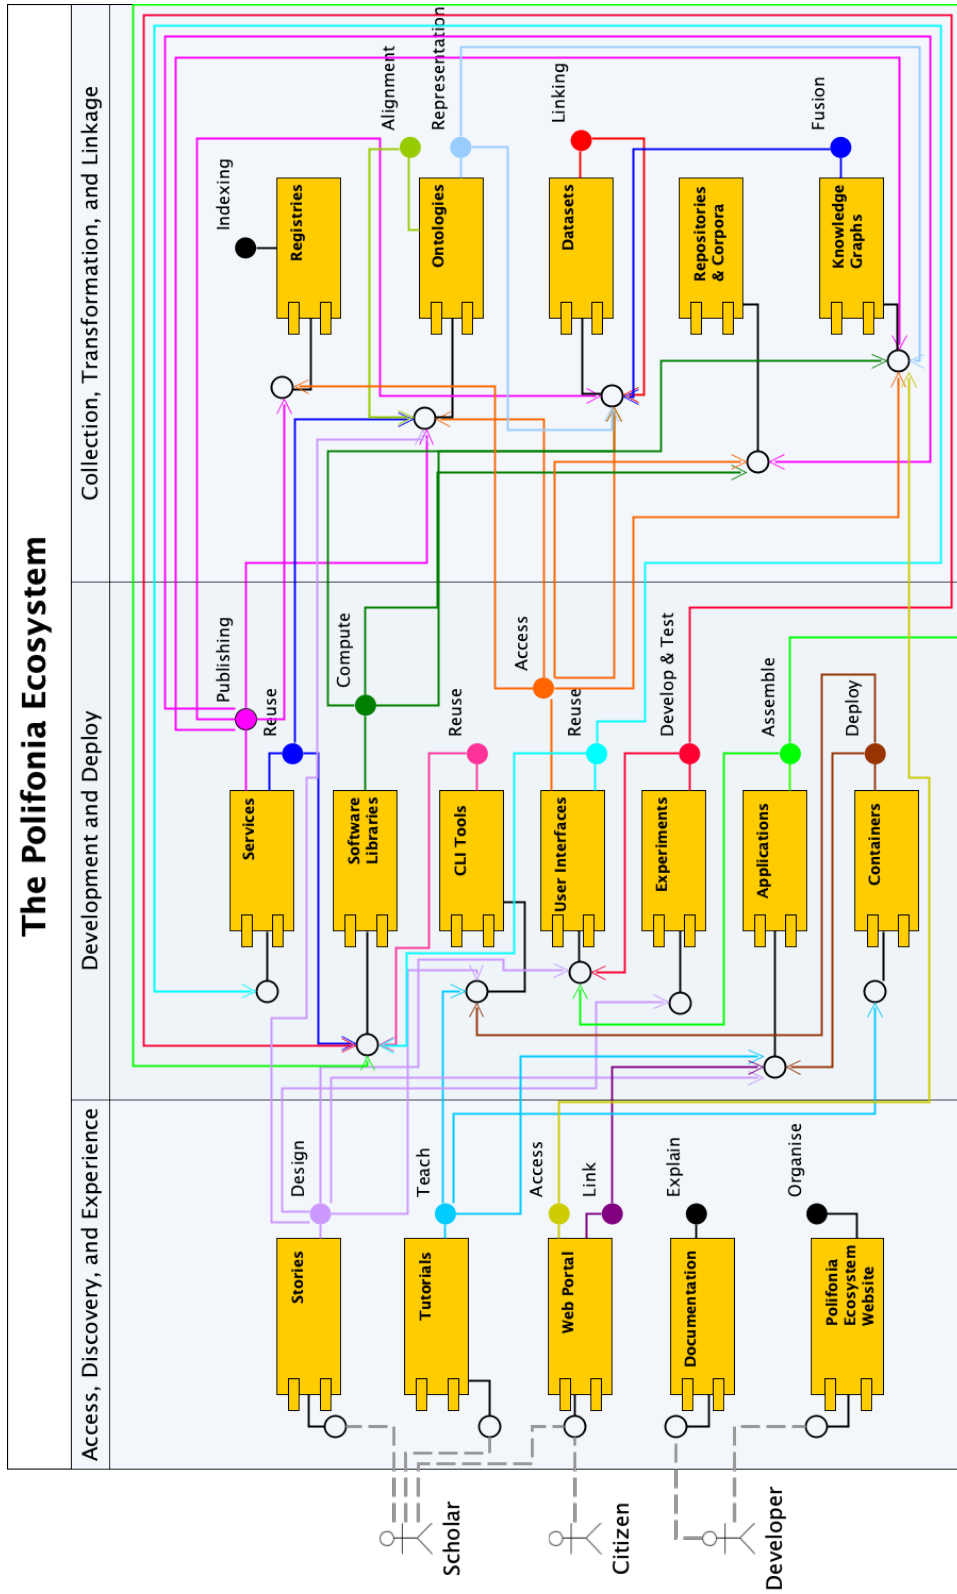 The Polifonia Ecosystem
Access, Discovery, and Experience
Development and Deploy
Collection, Transformation, and Linkage
Scholar
Citizen
Developer
Stories
Design
Tutorials
Teach
Web Portal
Access
Link
Documentation
Explain
Polifonia
Ecosystem
Website
Organise
Services
Publishing
Reuse
Software
Libraries
Compute
CLI Tools
Reuse
User Interfaces
Access
Reuse
Experiments
Develop & Test
Applications
Assemble
Containers
Deploy
Registries
Indexing
Ontologies
Alignment
Representation
Datasets
Linking
Repositories
& Corpora
Knowledge
Graphs
Fusion